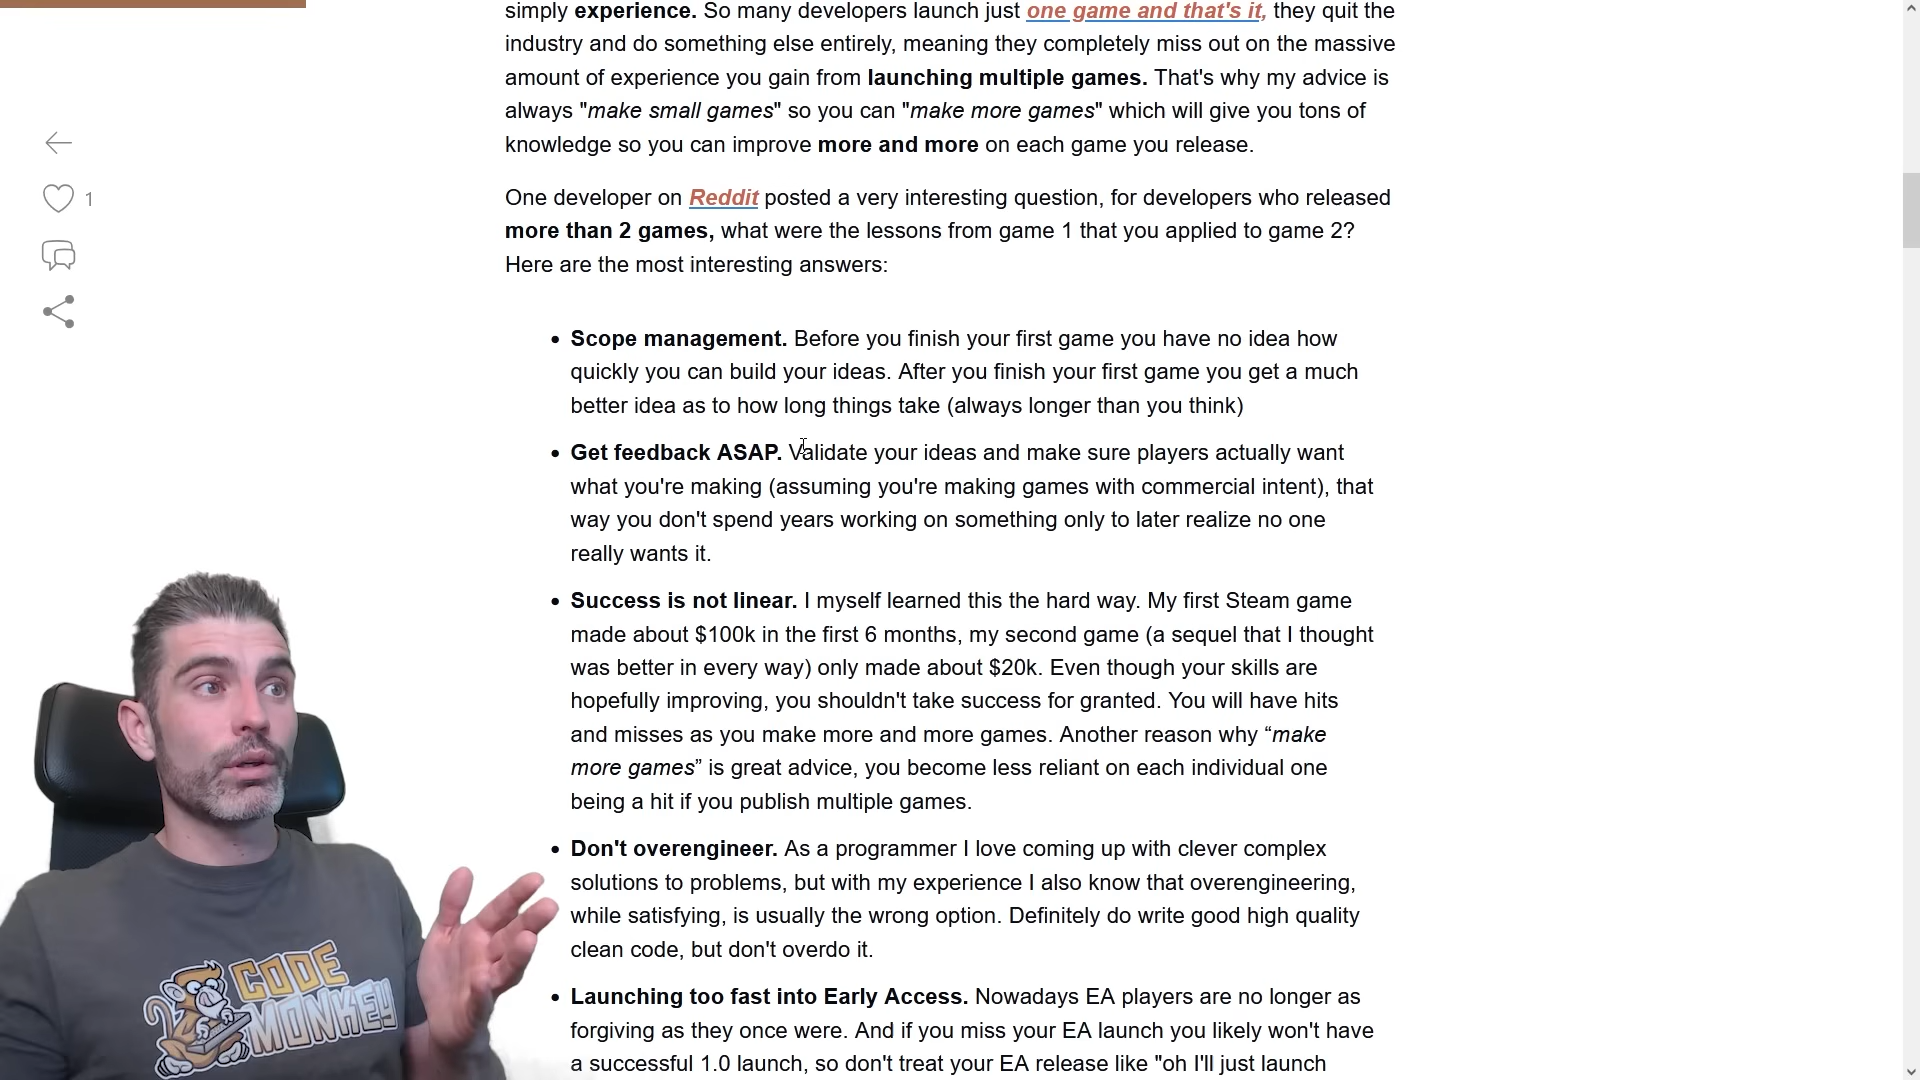 simply experience. So many developers launch just one game and that's it, they quit the
industry and do something else entirely, meaning they completely miss out on the massive
amount of experience you gain from launching multiple games. That's why my advice is
always "make small games" so you can "make more games" which will give you tons of
knowledge so you can improve more and more on each game you release.
1
One developer on Reddit posted a very interesting question, for developers who released
more than 2 games, what were the lessons from game 1 that you applied to game 2?
Here are the most interesting answers:
• Scope management. Before you finish your first game you have no idea how
quickly you can build your ideas. After you finish your first game you get a much
better idea as to how long things take (always longer than you think)
• Get feedback ASAP. Validate your ideas and make sure players actually want
what you're making (assuming you're making games with commercial intent), that
way you don't spend years working on something only to later realize no one
really wants it.
• Success is not linear. I myself learned this the hard way. My first Steam game
made about $100k in the first 6 months, my second game (a sequel that I thought
was better in every way) only made about $20k. Even though your skills are
hopefully improving, you shouldn't take success for granted. You will have hits
and misses as you make more and more games. Another reason why “make
more games” is great advice, you become less reliant on each individual one
being a hit if you publish multiple games.
• Don't overengineer. As a programmer I love coming up with clever complex
solutions to problems, but with my experience I also know that overengineering,
while satisfying, is usually the wrong option. Definitely do write good high quality
clean code, but don't overdo it.
• Launching too fast into Early Access. Nowadays EA players are no longer as
forgiving as they once were. And if you miss your EA launch you likely won't have
a successful 1.0 launch, so don't treat your EA release like "oh I'll just launch
CODE
MONKEY